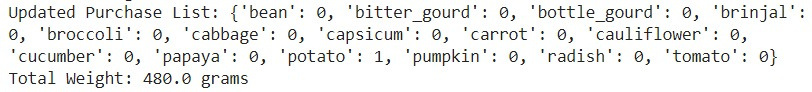 Updated Purchase List: {'bean': 0, 'bitter_gourd': 0, 'bottle_gourd': 0, 'brinjal':
0, 'broccoli': 0, 'cabbage': 0, 'capsicum': 0, 'carrot': 0, 'cauliflower': 0,
'cucumber': 0, 'papaya': 0, 'potato': 1, 'pumpkin': 0, 'radish': 0, 'tomato': 0}
Total Weight: 480.0 grams